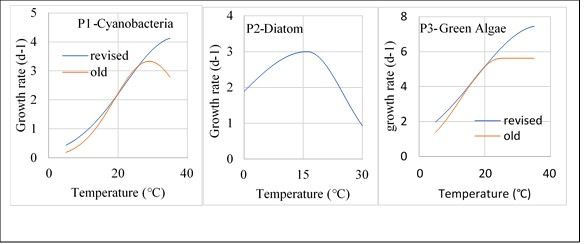 P1-Cyanobacteria
revised
old
5
4
3
2
1
0
0 20 40
Growth rate (d-1)
Temperature (℃)
P2-Diatom
4
3
2
1
0
0 15 30
Growth rate (d-1)
Temperature (℃)
P3-Green Algae
8
6
4
2
0
0 20 40
revised
old
growth rate (d-1)
Temperature (℃)